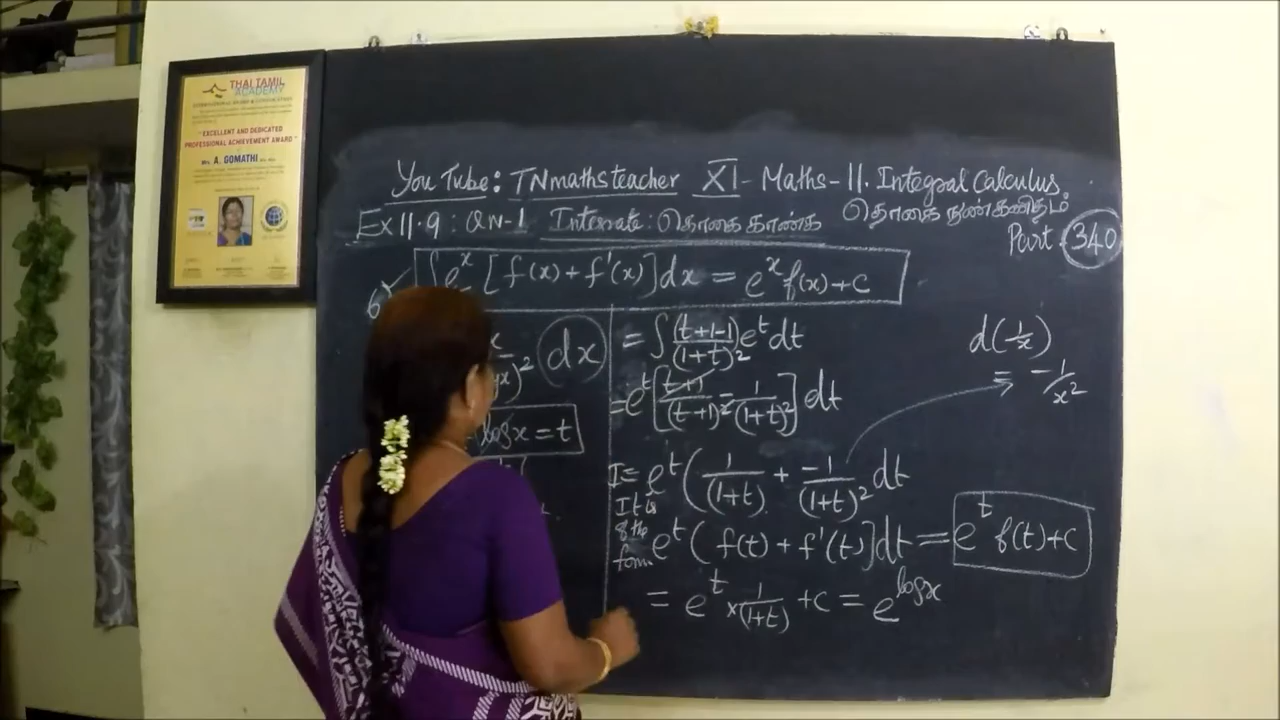 THAI TAMIL
ACADEMY
"EXCELLENT AND DEDICATED
PROFESSIONAL ACHIEVEMENT AWARD"
Mrs. A. GOMATHI
You Tube: TNmathsteacher XI - Maths - 11. Integral Calculus.
தொகை நுண்கணிதம்
Ex 11.9 : QN-1 Integrate : தொகை காண்க
Part 340
6 ∫ e^x [f(x) + f'(x)] dx = e^x f(x) + c
)² dx
log x = t
= ∫ (t+1-1)/(1+t)² e^t dt
= e^t [(t+1)/(t+1)² - 1/(1+t)²] dt
I = e^t (1/(1+t) + -1/(1+t)² dt
It is
of the
form e^t ( f(t) + f'(t)] dt = e^t f(t) + c
= e^t × 1/(1+t) + c = e^logx
d(1/x)
= -1/x²